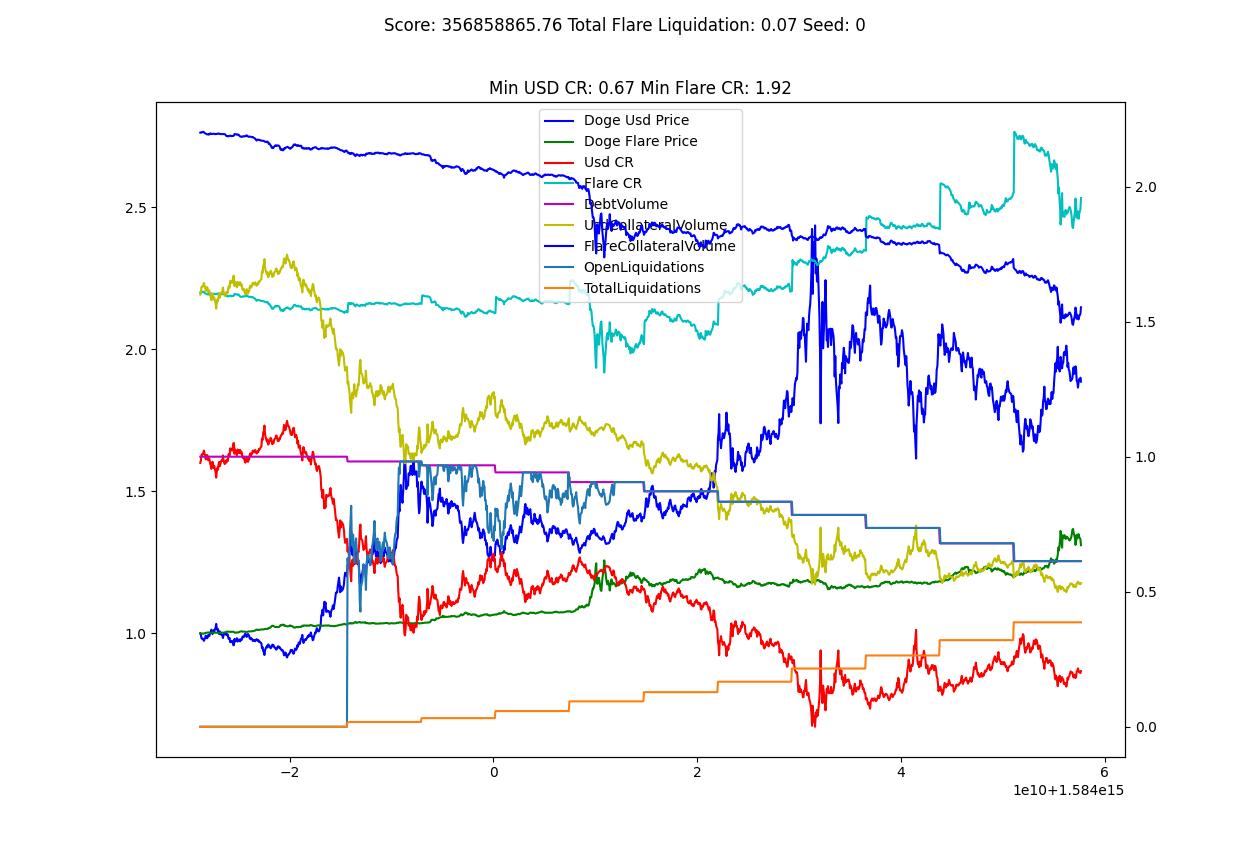 Score: 356858865.76 Total Flare Liquidation: 0.07 Seed: 0
Min USD CR: 0.67 Min Flare CR: 1.92
Doge Usd Price
Doge Flare Price
Usd CR
Flare CR
DebtVolume
UsdCollateralVolume
FlareCollateralVolume
OpenLiquidations
TotalLiquidations
2.5
2.0
1.5
1.0
2.0
1.5
1.0
0.5
0.0
−2
0
2
4
6
1e10+1.584e15